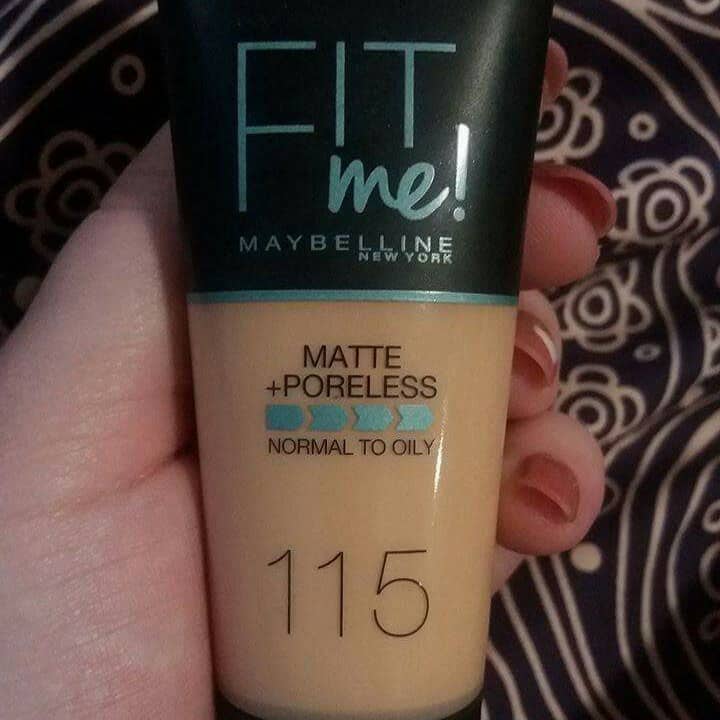 FIT
me!
MAYBELLINE
NEW YORK
MATTE
+PORELESS
NORMAL TO OILY
115